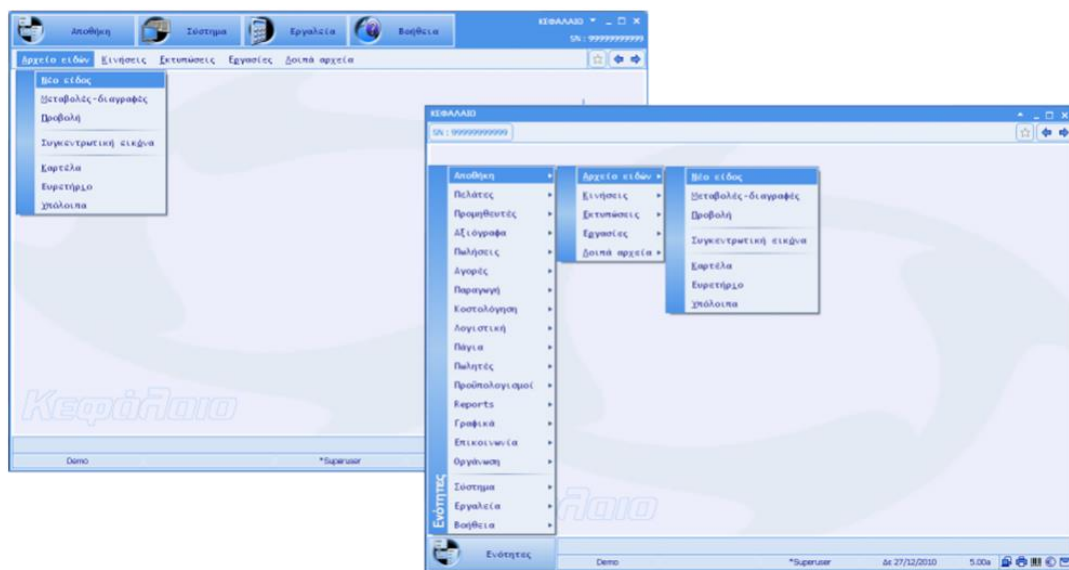 Αποθήκη Σύστημα Εργαλεία Βοήθεια
ΚΕΦΑΛΑΙΟ
SN : 99999999999
Αρχείο ειδών Κινήσεις Εκτυπώσεις Εργασίες Λοιπά αρχεία
Νέο είδος
Μεταβολές-διαγραφές
Προβολή
Συγκεντρωτική εικόνα
Καρτέλα
Ευρετήριο
Υπόλοιπα
Κεφάλαιο
Demo *Superuser
ΚΕΦΑΛΑΙΟ
SN : 99999999999
Αποθήκη
Πελάτες
Προμηθευτές
Αξιόγραφα
Πωλήσεις
Αγορές
Παραγωγή
Κοστολόγηση
Λογιστική
Πάγια
Πωλητές
Προϋπολογισμοί
Reports
Γραφικά
Επικοινωνία
Οργάνωση
Σύστημα
Εργαλεία
Βοήθεια
Ενότητες
Αρχείο ειδών
Κινήσεις
Εκτυπώσεις
Εργασίες
Λοιπά αρχεία
Νέο είδος
Μεταβολές-διαγραφές
Προβολή
Συγκεντρωτική εικόνα
Καρτέλα
Ευρετήριο
Υπόλοιπα
λαιο
Ενότητες
Demo *Superuser Δε 27/12/2010 5.00a